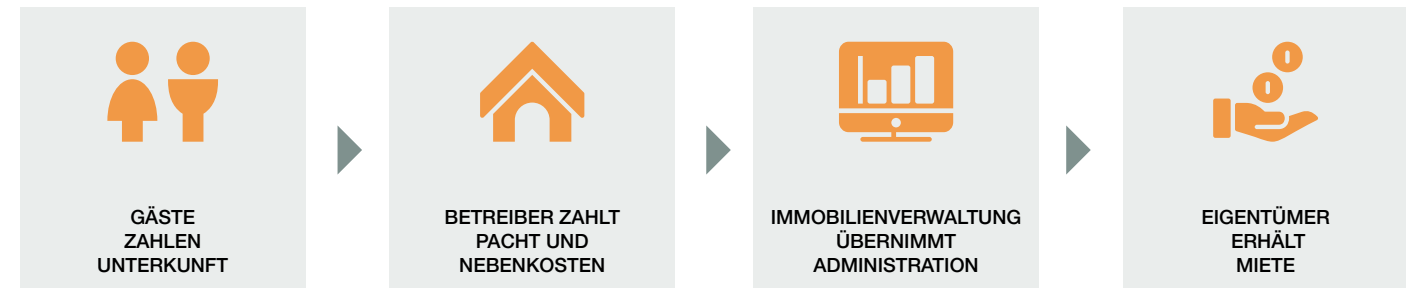 GÄSTE
ZAHLEN
UNTERKUNFT
BETREIBER ZAHLT
PACHT UND
NEBENKOSTEN
IMMOBILIENVERWALTUNG
ÜBERNIMMT
ADMINISTRATION
EIGENTÜMER
ERHÄLT
MIETE